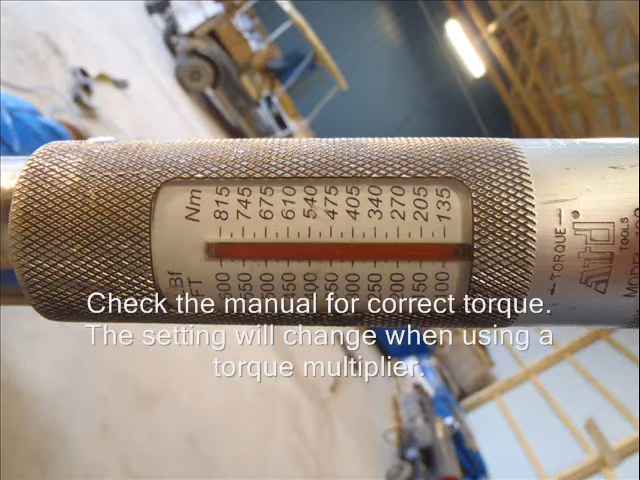 Nm 815 745 675 610 540 475 405 340 270 205 135
-TORQUE-
TOOLS
Check the manual for correct torque.
The setting will change when using a
torque multiplier.